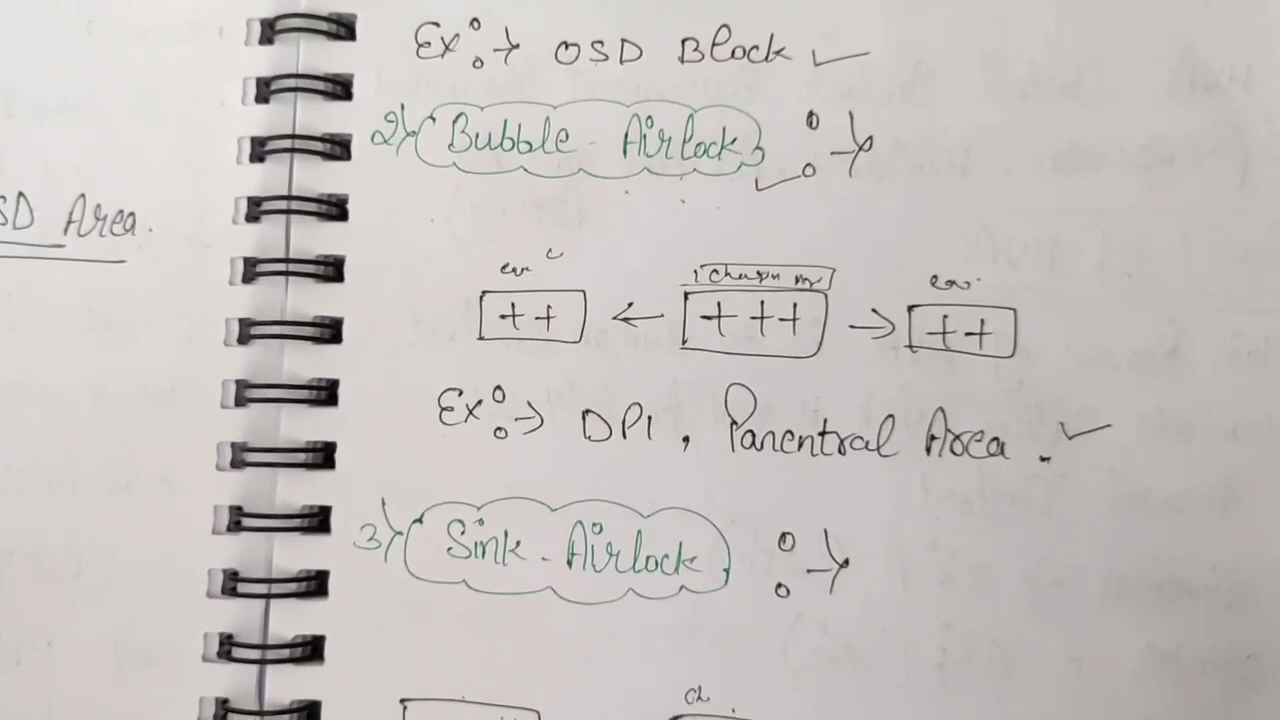 Ex:→ OSD Block ✓
SD Area.
2) Bubble - Airlock :→
++ ← +++ → ++
Ex:→ DPI, Parentral Area. ✓
3) Sink - Airlock :→